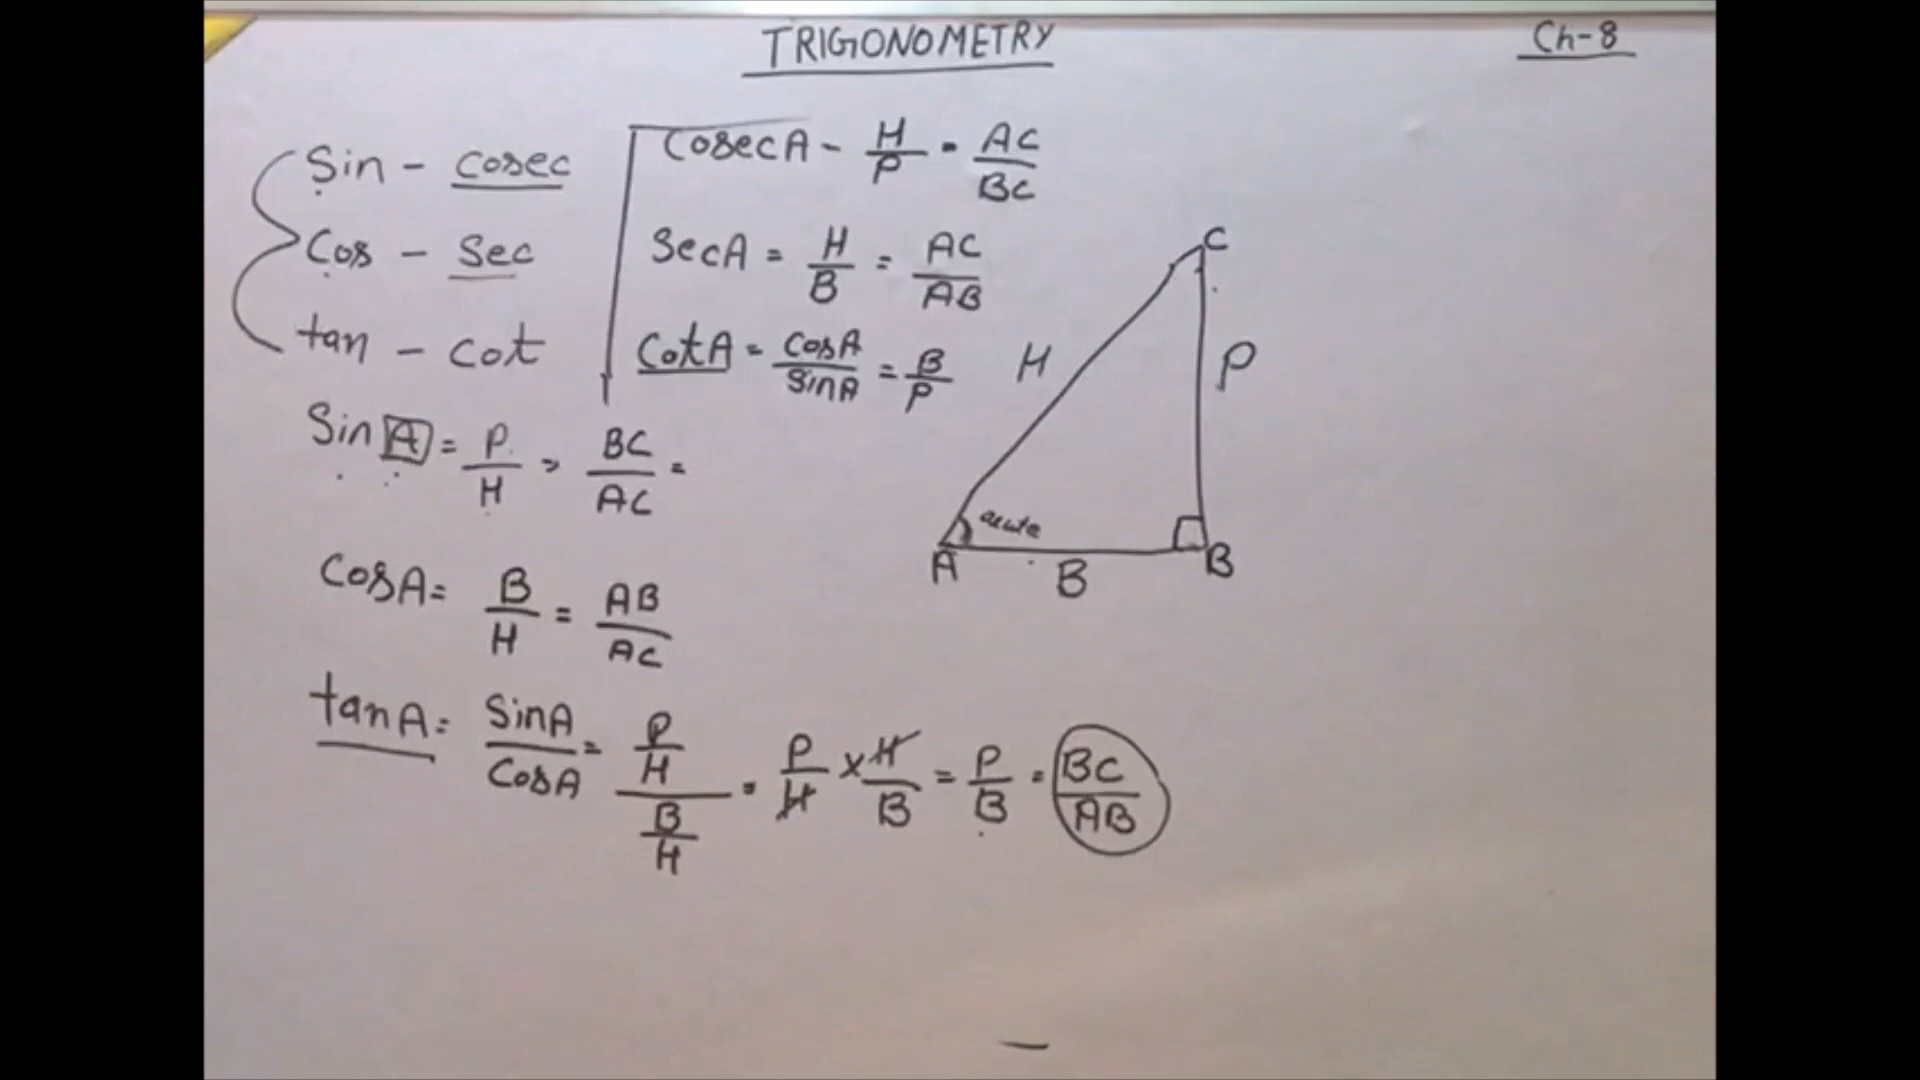 TRIGONOMETRY
Ch-8
Sin - cosec
Cos - Sec
tan - cot
CosecA - H/P = AC/BC
SecA = H/B = AC/AB
CotA = CosA/SinA = B/P
Sin A = P/H = BC/AC =
CosA = B/H = AB/AC
tanA = SinA/CosA = P/H / B/H = P/H × H/B = P/B = BC/AB
C
H
P
acute
A
B
B